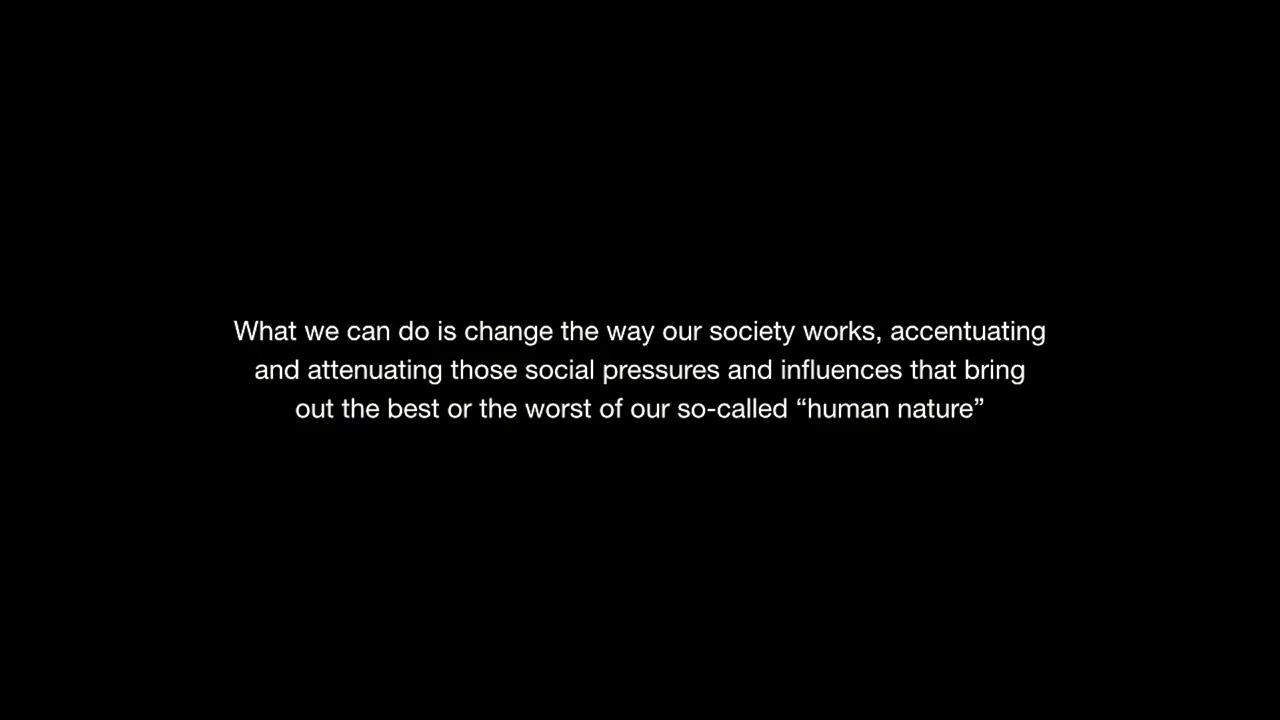 What we can do is change the way our society works, accentuating
and attenuating those social pressures and influences that bring
out the best or the worst of our so-called “human nature”